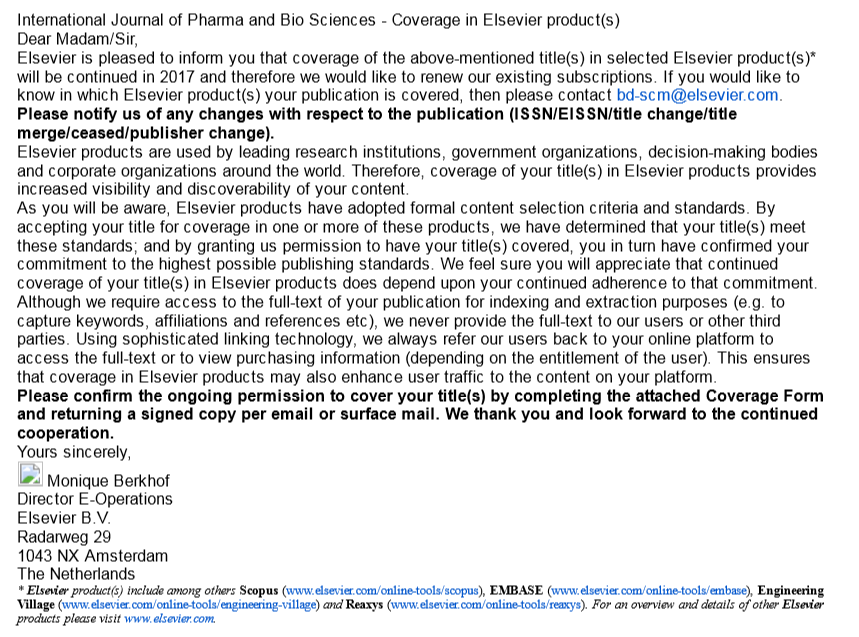 International Journal of Pharma and Bio Sciences - Coverage in Elsevier product(s)
Dear Madam/Sir,
Elsevier is pleased to inform you that coverage of the above-mentioned title(s) in selected Elsevier product(s)*
will be continued in 2017 and therefore we would like to renew our existing subscriptions. If you would like to
know in which Elsevier product(s) your publication is covered, then please contact bd-scm@elsevier.com.
Please notify us of any changes with respect to the publication (ISSN/EISSN/title change/title
merge/ceased/publisher change).
Elsevier products are used by leading research institutions, government organizations, decision-making bodies
and corporate organizations around the world. Therefore, coverage of your title(s) in Elsevier products provides
increased visibility and discoverability of your content.
As you will be aware, Elsevier products have adopted formal content selection criteria and standards. By
accepting your title for coverage in one or more of these products, we have determined that your title(s) meet
these standards; and by granting us permission to have your title(s) covered, you in turn have confirmed your
commitment to the highest possible publishing standards. We feel sure you will appreciate that continued
coverage of your title(s) in Elsevier products does depend upon your continued adherence to that commitment.
Although we require access to the full-text of your publication for indexing and extraction purposes (e.g. to
capture keywords, affiliations and references etc), we never provide the full-text to our users or other third
parties. Using sophisticated linking technology, we always refer our users back to your online platform to
access the full-text or to view purchasing information (depending on the entitlement of the user). This ensures
that coverage in Elsevier products may also enhance user traffic to the content on your platform.
Please confirm the ongoing permission to cover your title(s) by completing the attached Coverage Form
and returning a signed copy per email or surface mail. We thank you and look forward to the continued
cooperation.
Yours sincerely,
Monique Berkhof
Director E-Operations
Elsevier B.V.
Radarweg 29
1043 NX Amsterdam
The Netherlands
* Elsevier product(s) include among others Scopus (www.elsevier.com/online-tools/scopus), EMBASE (www.elsevier.com/online-tools/embase), Engineering
Village (www.elsevier.com/online-tools/engineering-village) and Reaxys (www.elsevier.com/online-tools/reaxys). For an overview and details of other Elsevier
products please visit www.elsevier.com.